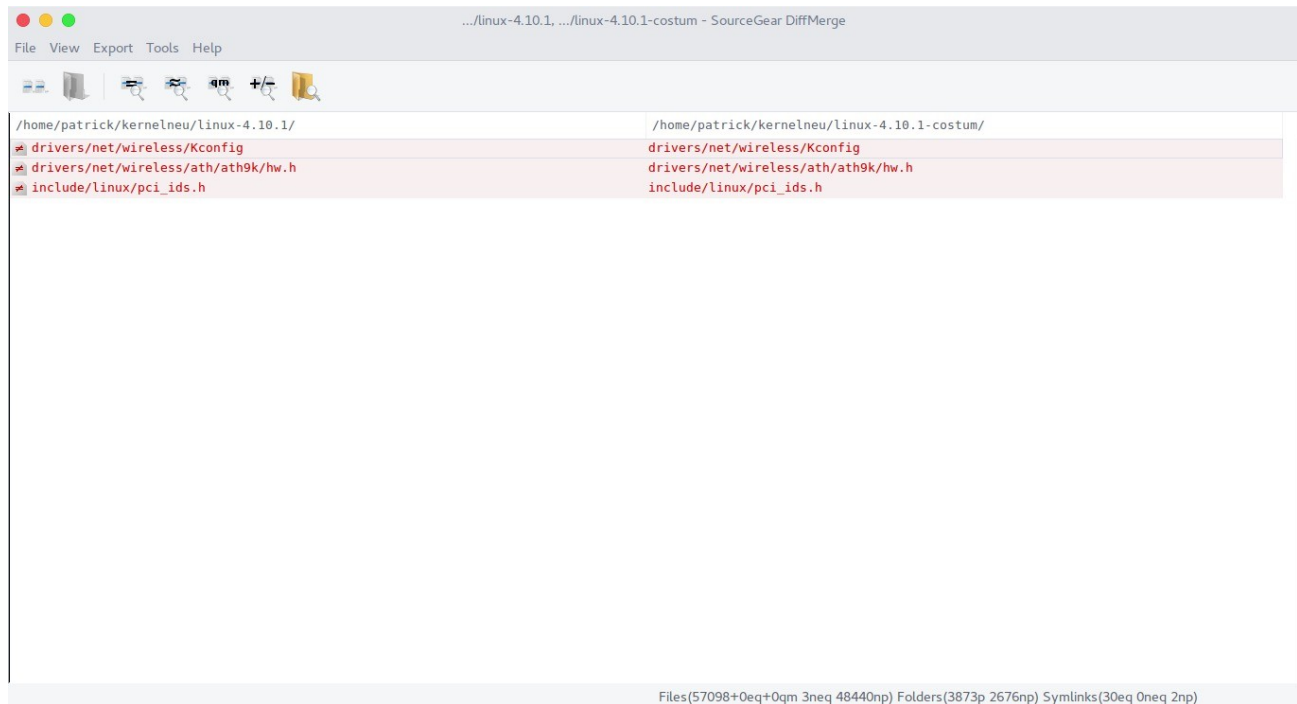 .../linux-4.10.1, .../linux-4.10.1-costum - SourceGear DiffMerge
File View Export Tools Help
= ≈ qm +/-
/home/patrick/kernelneu/linux-4.10.1/ /home/patrick/kernelneu/linux-4.10.1-costum/
≠ drivers/net/wireless/Kconfig drivers/net/wireless/Kconfig
≠ drivers/net/wireless/ath/ath9k/hw.h drivers/net/wireless/ath/ath9k/hw.h
≠ include/linux/pci_ids.h include/linux/pci_ids.h
Files(57098+0eq+0qm 3neq 48440np) Folders(3873p 2676np) Symlinks(30eq 0neq 2np)